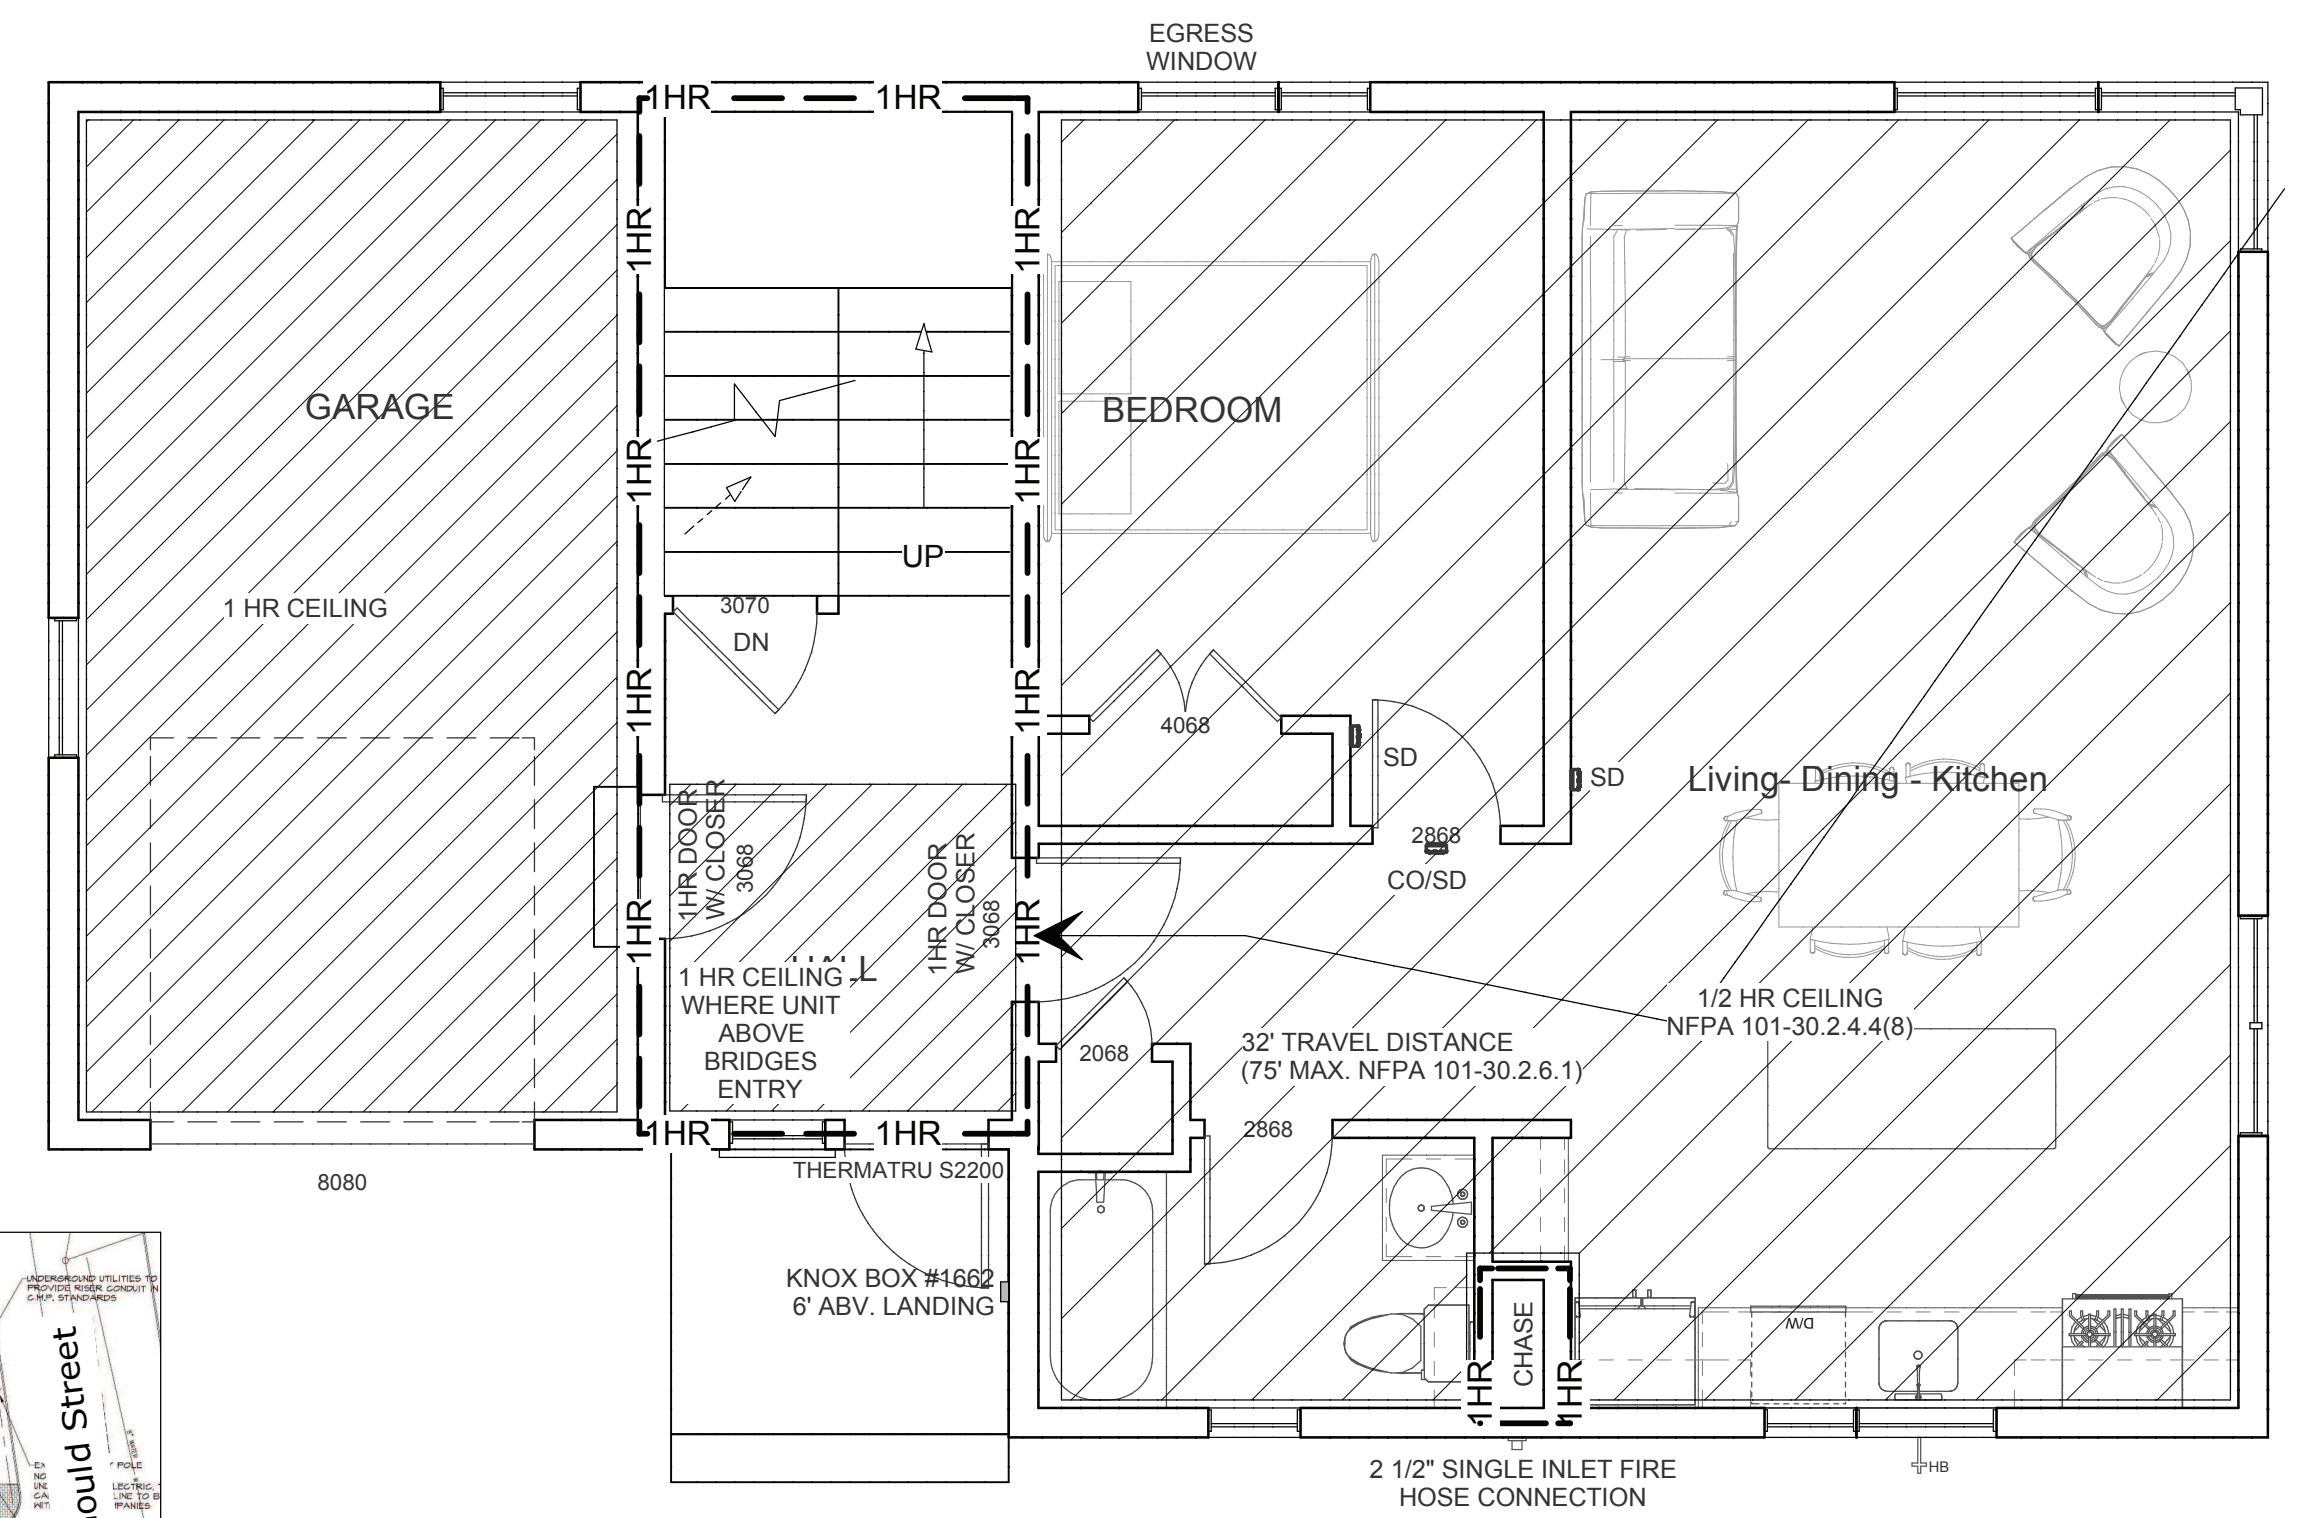 EGRESS
WINDOW
1HR
1HR
1HR
1HR
GARAGE
BEDROOM
1HR
1HR
UP
1 HR CEILING
3070
DN
1HR
1HR
4068
SD
SD
Living- Dining - Kitchen
1HR DOOR
W/ CLOSER
3068
1HR DOOR
W/ CLOSER
3068
2868
CO/SD
1HR
1HR
HALL
1 HR CEILING
WHERE UNIT
ABOVE
BRIDGES
ENTRY
1/2 HR CEILING
NFPA 101-30.2.4.4(8)
32' TRAVEL DISTANCE
(75' MAX. NFPA 101-30.2.6.1)
2068
1HR
1HR
2868
THERMATRU S2200
8080
KNOX BOX #1662
6' ABV. LANDING
CHASE
1HR
1HR
D/W
2 1/2" SINGLE INLET FIRE
HOSE CONNECTION
HB
UNDERGROUND UTILITIES TO
PROVIDE RISER CONDUIT IN
C.M.P. STANDARDS
ould Street
8" WATER
POLE